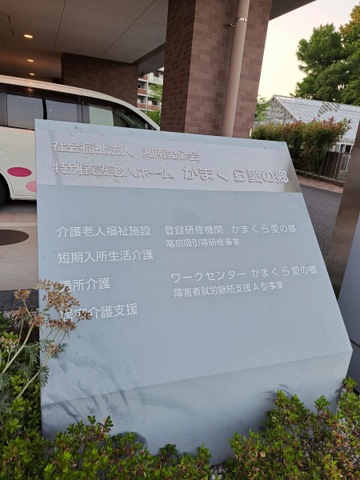 社会福祉法人 湘南愛心会
特別養護老人ホーム かまくら愛の郷
介護老人福祉施設 登録研修機関 かまくら愛の郷
喀痰吸引等研修事業
短期入所生活介護
通所介護 ワークセンター かまくら愛の郷
障害者就労継続支援A型事業
居宅介護支援